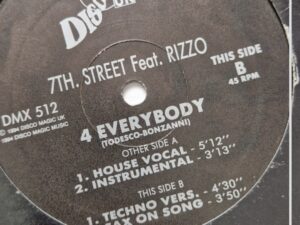 Disco
UK
7TH. STREET Feat. RIZZO
THIS SIDE
B
45 RPM
DMX 512
© 1994 DISCO MAGIC UK
℗ 1994 DISCO MAGIC UK
4 EVERYBODY
(TODESCO-BONZANNI)
OTHER SIDE A
1. HOUSE VOCAL - 5'12"
2. INSTRUMENTAL - 3'13"
THIS SIDE B
1. TECHNO VERS. - 4'30"
SAX ON SONG - 3'50"